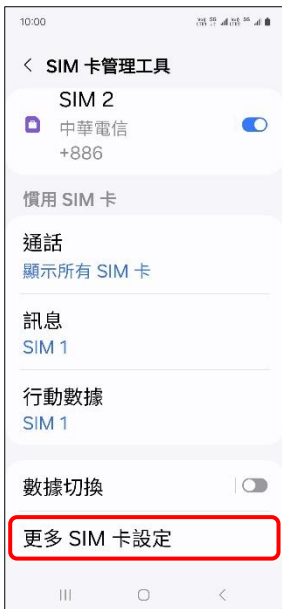 10:00
SIM 卡管理工具
SIM 2
中華電信
+886
慣用 SIM 卡
通話
顯示所有 SIM 卡
訊息
SIM 1
行動數據
SIM 1
數據切換
更多 SIM 卡設定